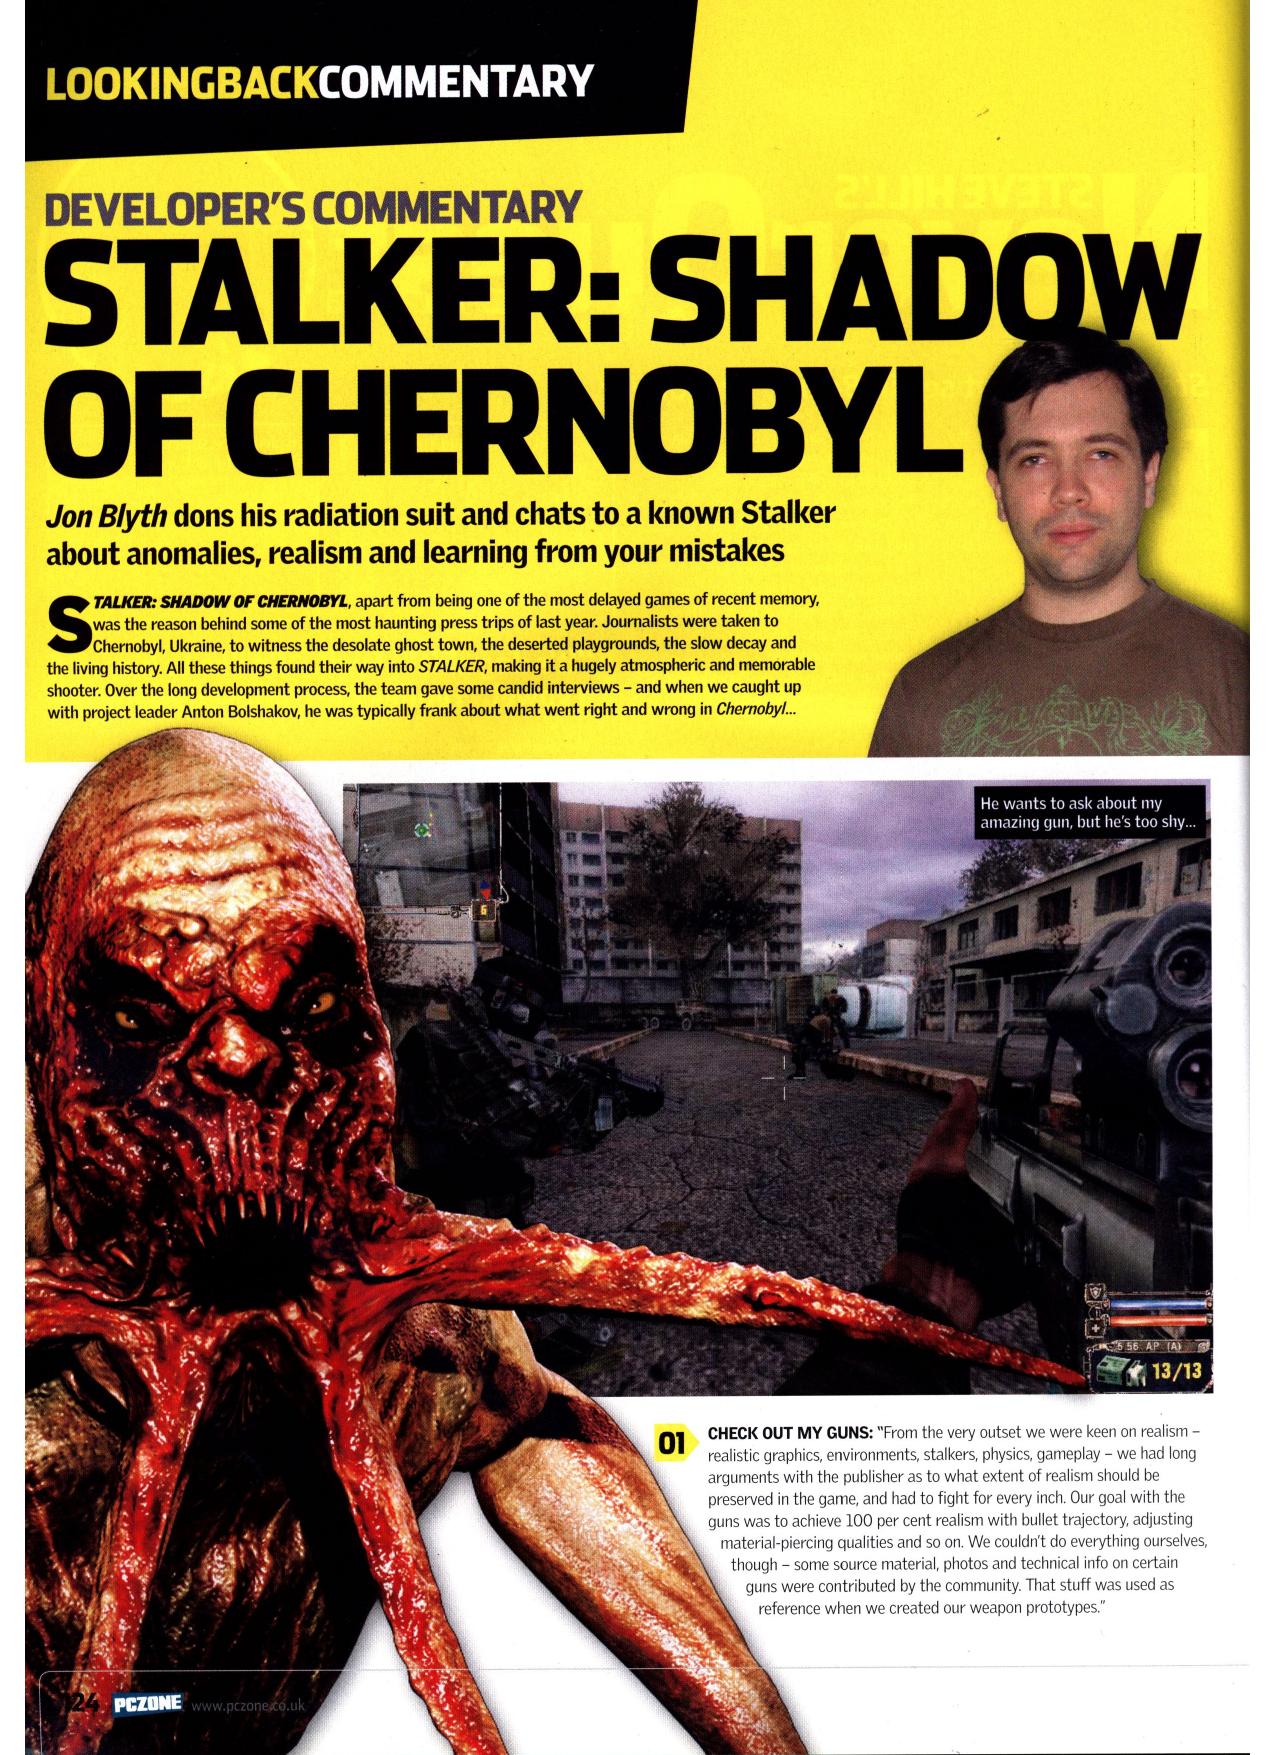 LOOKINGBACKCOMMENTARY
DEVELOPER'S COMMENTARY
STALKER: SHADOW
OF CHERNOBYL
Jon Blyth dons his radiation suit and chats to a known Stalker
about anomalies, realism and learning from your mistakes
STALKER: SHADOW OF CHERNOBYL, apart from being one of the most delayed games of recent memory,
was the reason behind some of the most haunting press trips of last year. Journalists were taken to
Chernobyl, Ukraine, to witness the desolate ghost town, the deserted playgrounds, the slow decay and
the living history. All these things found their way into STALKER, making it a hugely atmospheric and memorable
shooter. Over the long development process, the team gave some candid interviews – and when we caught up
with project leader Anton Bolshakov, he was typically frank about what went right and wrong in Chernobyl...
He wants to ask about my
amazing gun, but he's too shy...
6
5.56 AP (A)
13/13
01
CHECK OUT MY GUNS: "From the very outset we were keen on realism –
realistic graphics, environments, stalkers, physics, gameplay – we had long
arguments with the publisher as to what extent of realism should be
preserved in the game, and had to fight for every inch. Our goal with the
guns was to achieve 100 per cent realism with bullet trajectory, adjusting
material-piercing qualities and so on. We couldn't do everything ourselves,
though – some source material, photos and technical info on certain
guns were contributed by the community. That stuff was used as
reference when we created our weapon prototypes."
24 PCZONE www.pczone.co.uk